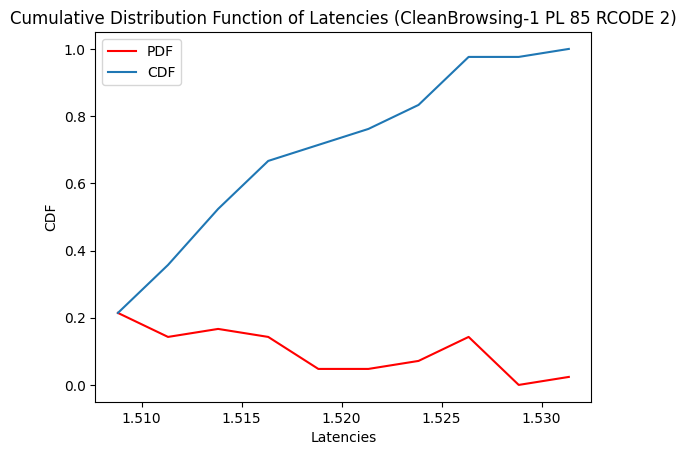 Cumulative Distribution Function of Latencies (CleanBrowsing-1 PL 85 RCODE 2)
PDF
CDF
1.0
0.8
0.6
0.4
0.2
0.0
CDF
1.510
1.515
1.520
1.525
1.530
Latencies